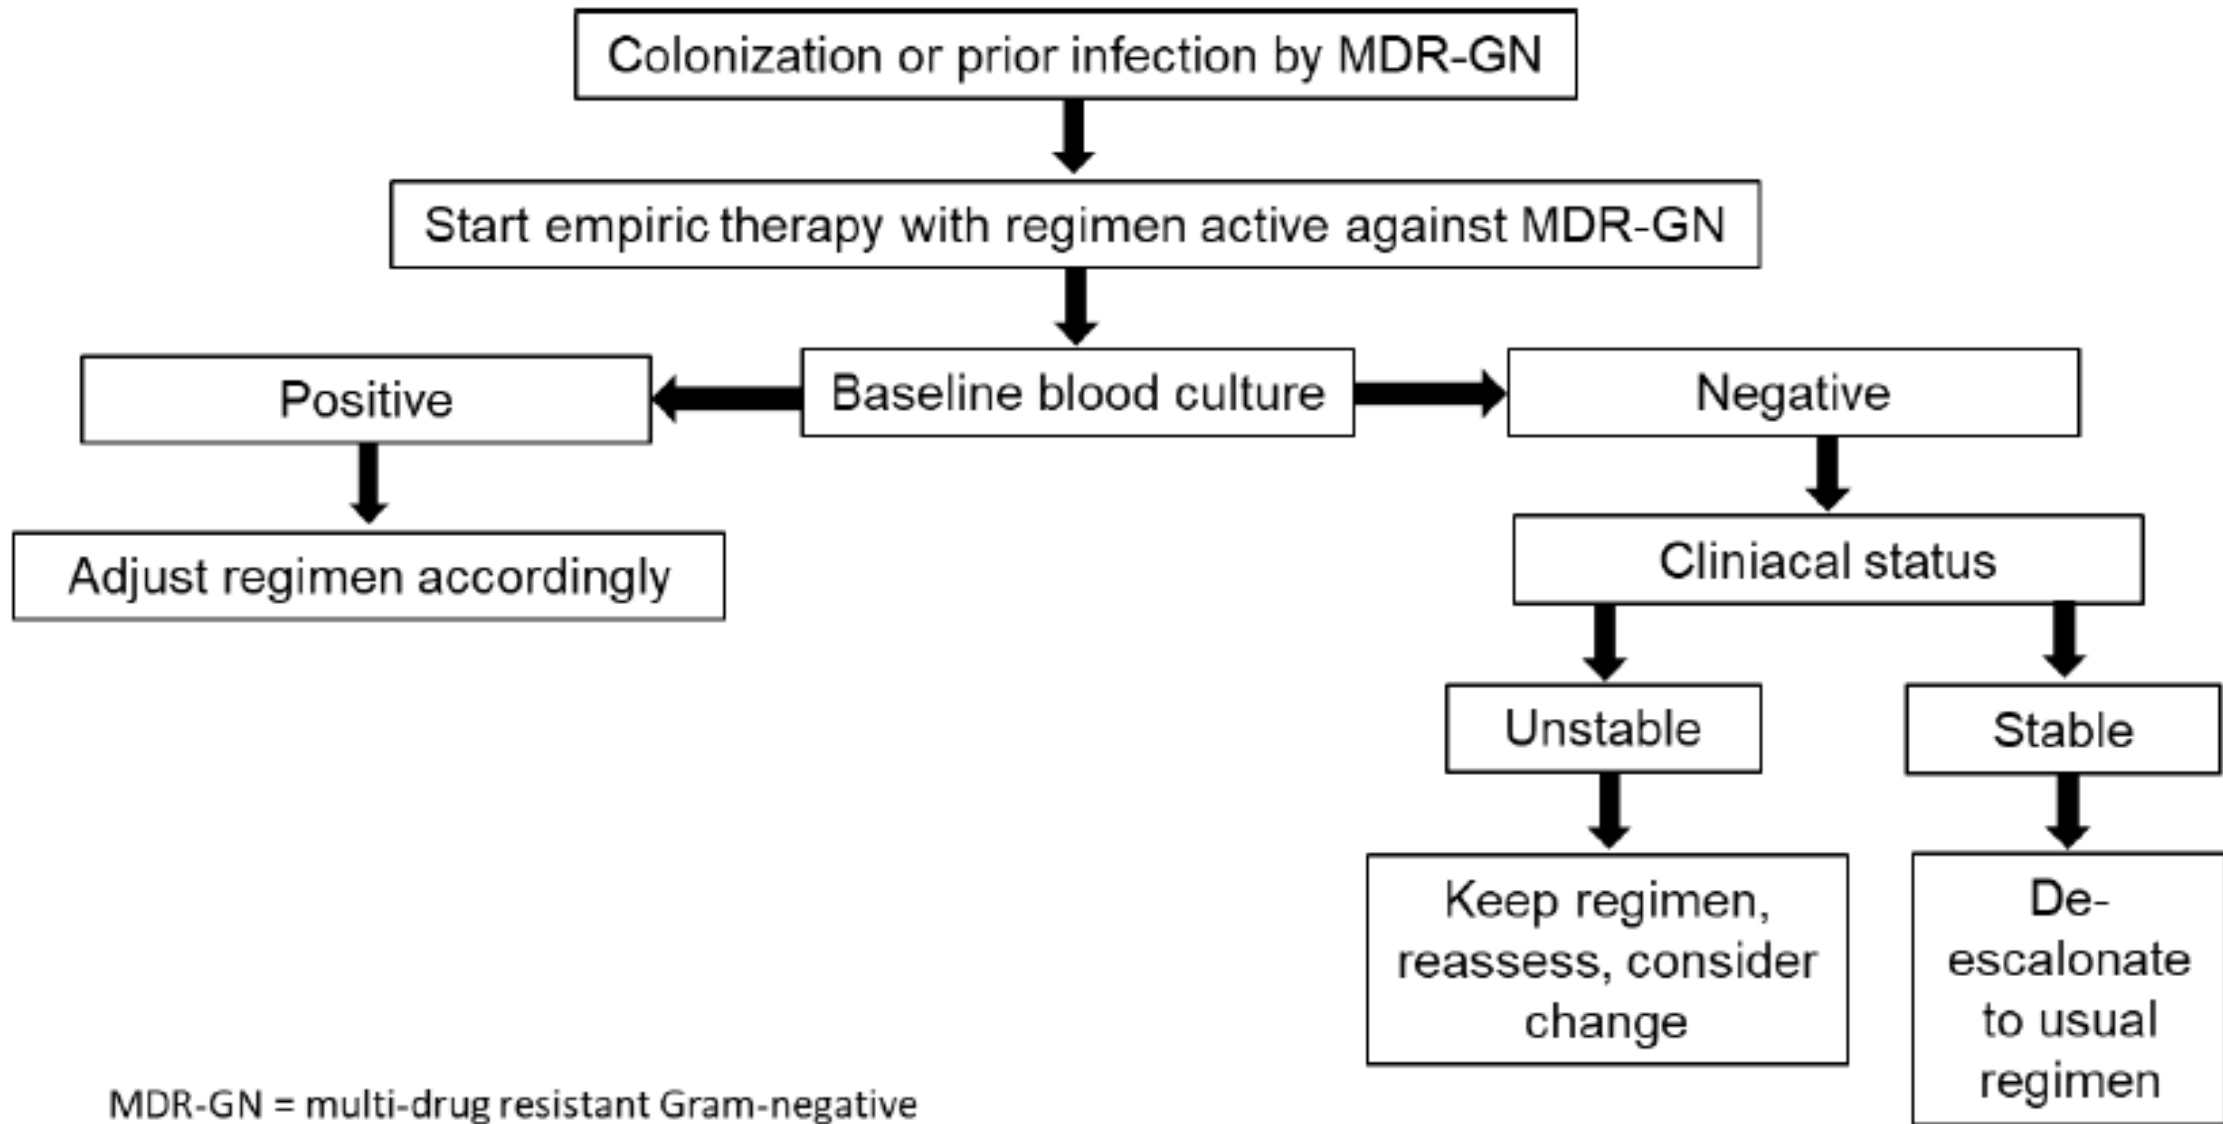 Colonization or prior infection by MDR-GN
Start empiric therapy with regimen active against MDR-GN
Positive
Baseline blood culture
Negative
Adjust regimen accordingly
Cliniacal status
Unstable
Stable
Keep regimen,
reassess, consider
change
De-
escalonate
to usual
regimen
MDR-GN = multi-drug resistant Gram-negative